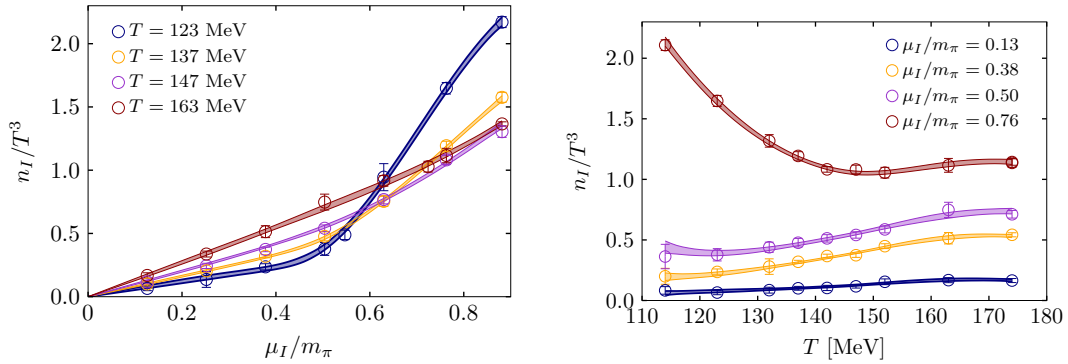 2.0
1.5
1.0
0.5
0.0
n_I/T^3
T = 123 MeV
T = 137 MeV
T = 147 MeV
T = 163 MeV
0
0.2
0.4
0.6
0.8
μ_I/m_π
2.0
1.5
1.0
0.5
0.0
n_I/T^3
μ_I/m_π = 0.13
μ_I/m_π = 0.38
μ_I/m_π = 0.50
μ_I/m_π = 0.76
110
120
130
140
150
160
170
180
T [MeV]